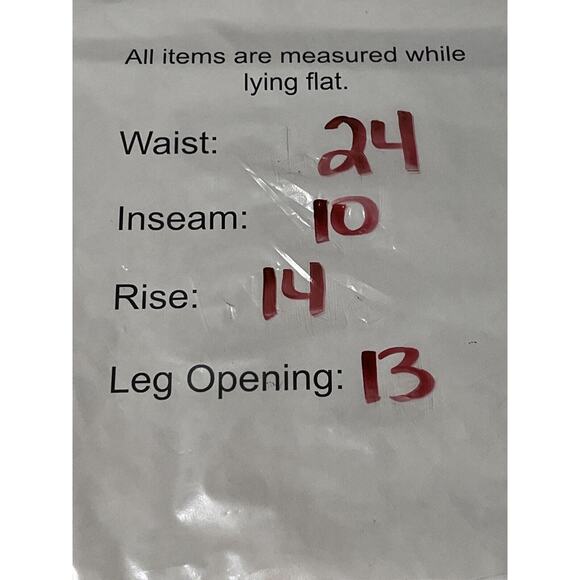 All items are measured while
lying flat.
Waist: 24
Inseam: 10
Rise: 14
Leg Opening: 13